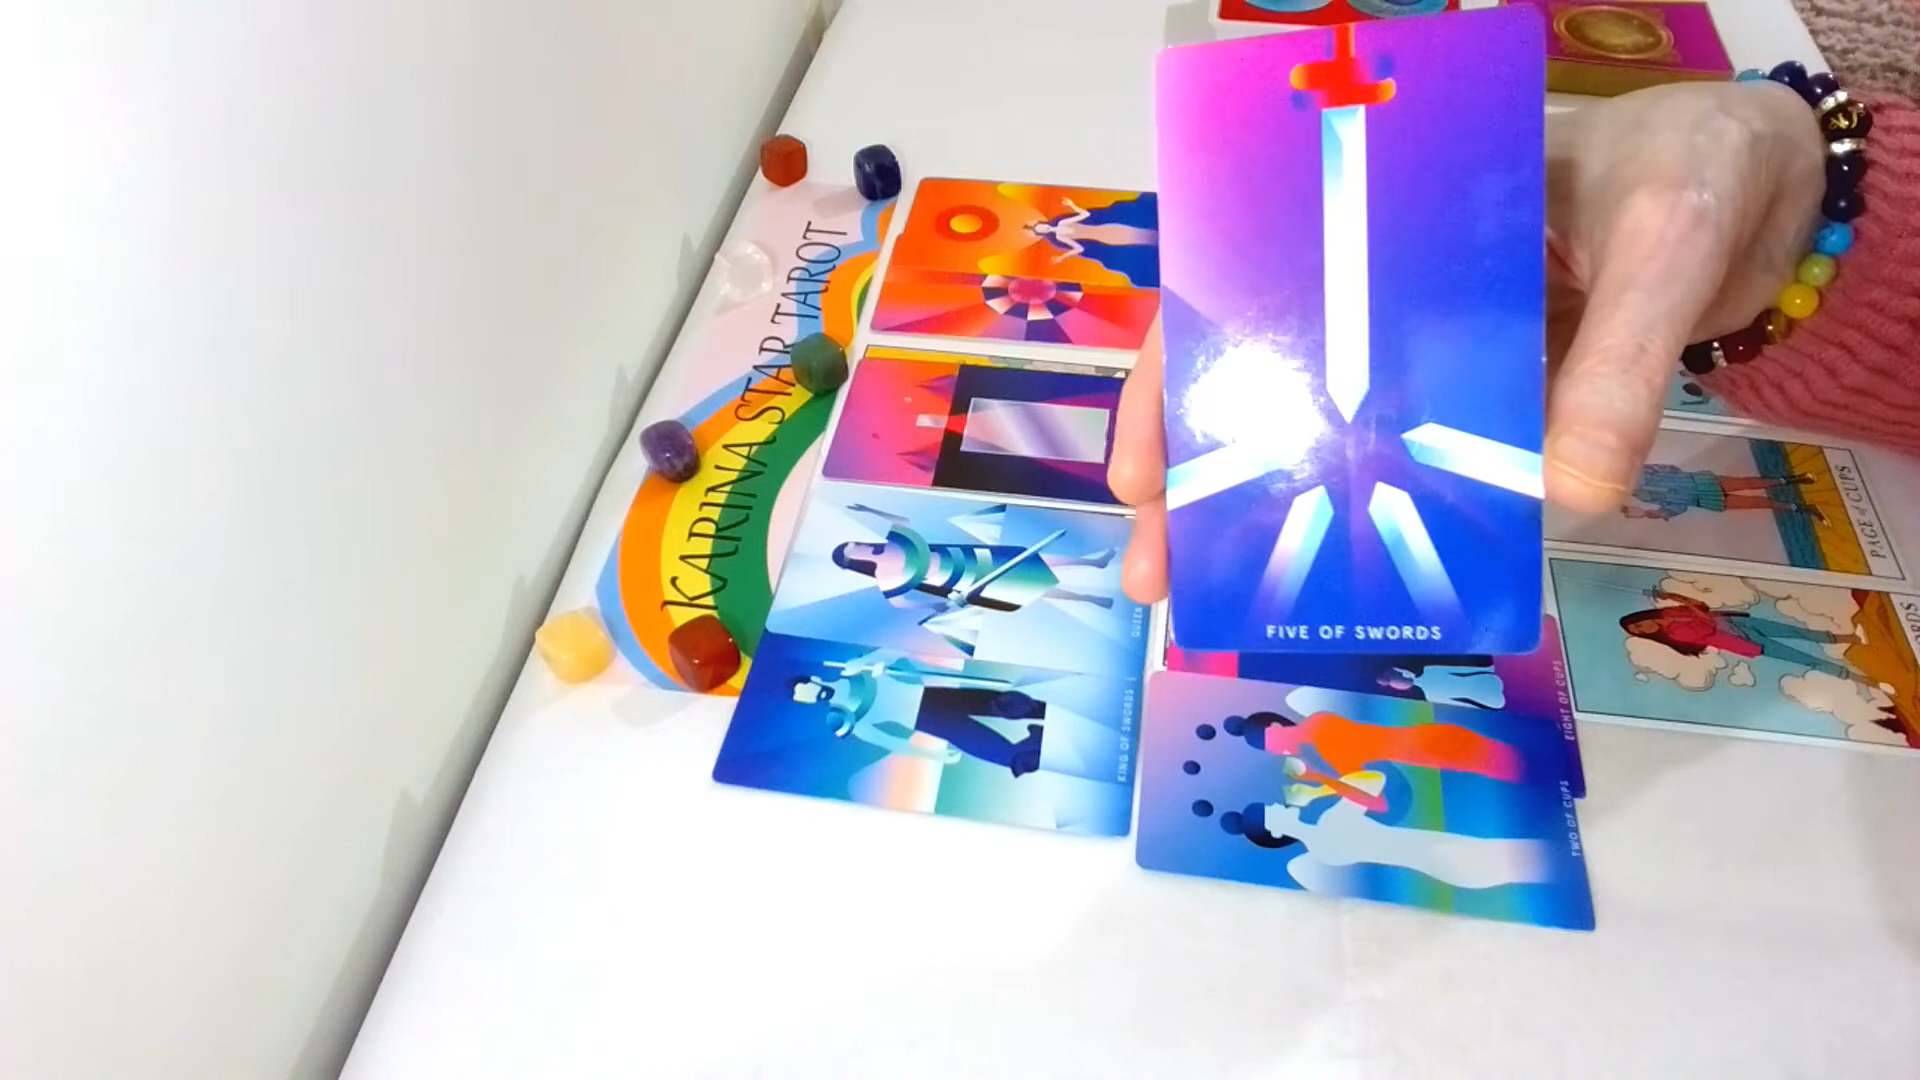 FIVE OF SWORDS
KARINA STAR TAROT
QUEEN
KING OF SWORDS
EIGHT OF CUPS
TWO OF CUPS
PAGE of CUPS